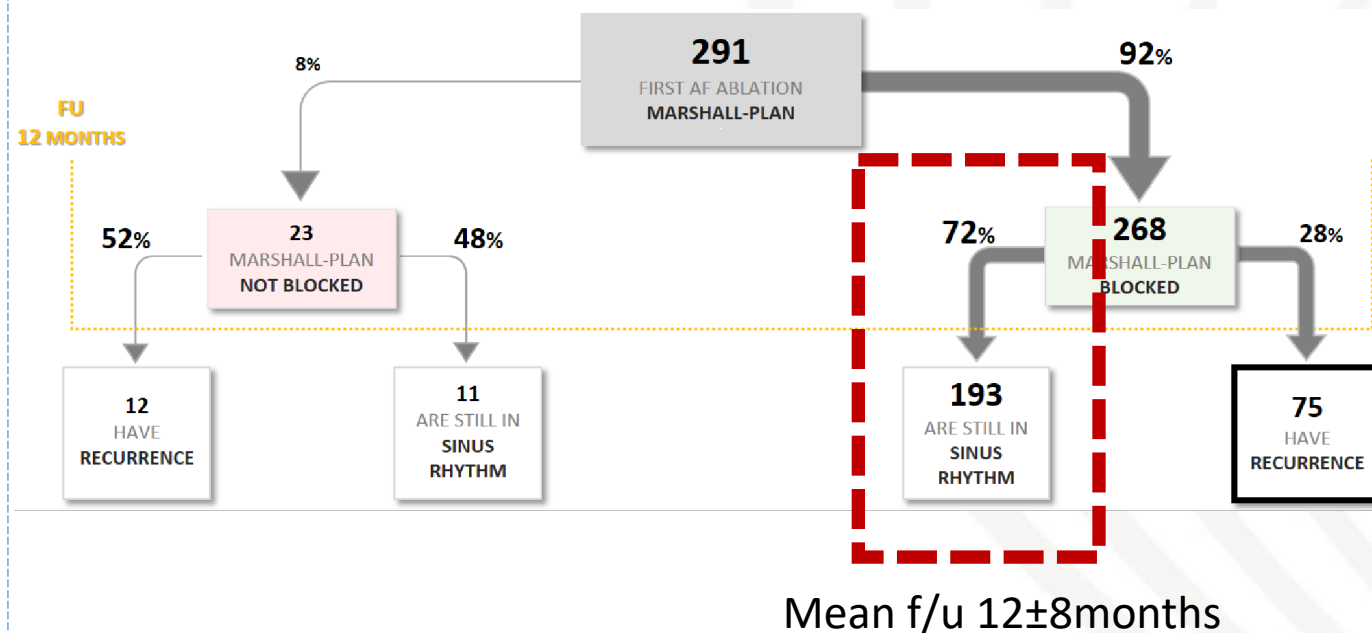 291
FIRST AF ABLATION
MARSHALL-PLAN
8%
92%
FU
12 MONTHS
52%
23
MARSHALL-PLAN
NOT BLOCKED
48%
72%
268
MARSHALL-PLAN
BLOCKED
28%
12
HAVE
RECURRENCE
11
ARE STILL IN
SINUS
RHYTHM
193
ARE STILL IN
SINUS
RHYTHM
75
HAVE
RECURRENCE
Mean f/u 12±8months